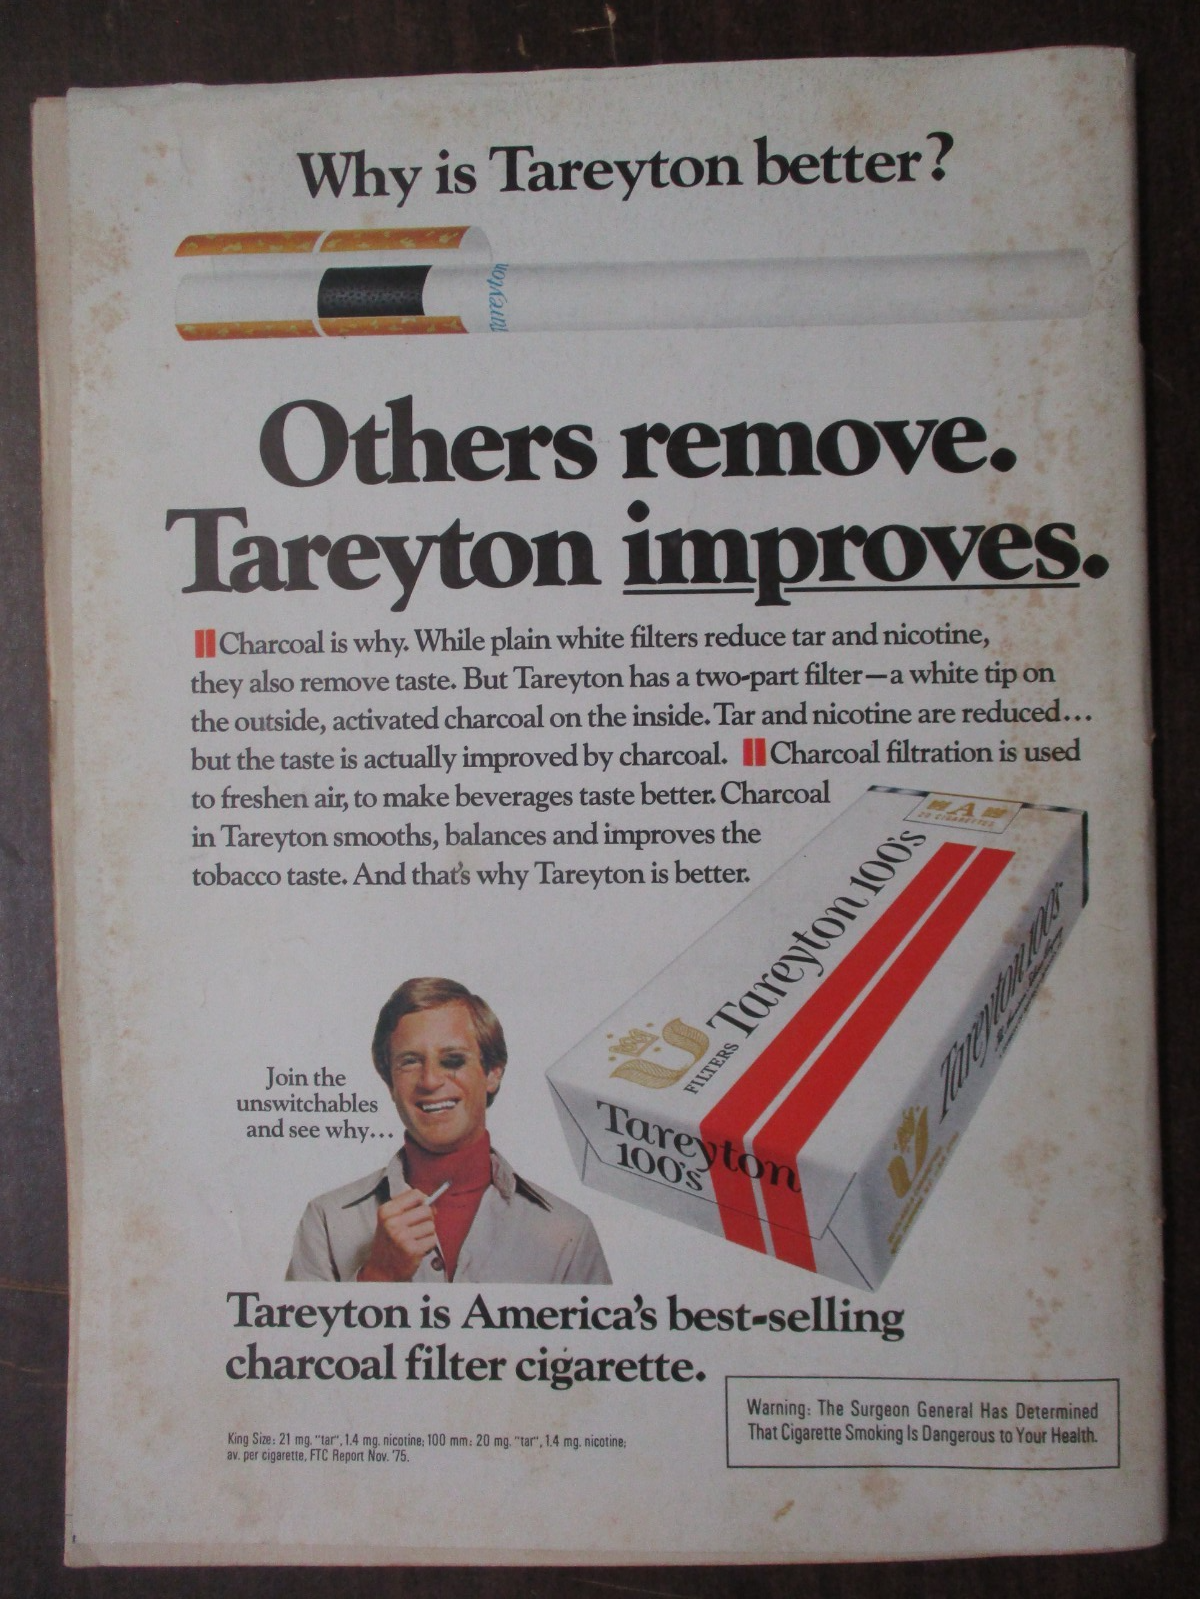 Why is Tareyton better?
Tareyton
Others remove.
Tareyton improves.
Charcoal is why. While plain white filters reduce tar and nicotine,
they also remove taste. But Tareyton has a two-part filter—a white tip on
the outside, activated charcoal on the inside. Tar and nicotine are reduced...
but the taste is actually improved by charcoal. Charcoal filtration is used
to freshen air, to make beverages taste better. Charcoal
in Tareyton smooths, balances and improves the
tobacco taste. And that's why Tareyton is better.
A
20 CIGARETTES
Tareyton 100's
FILTERS
Tareyton
100's
Tareyton 100's
Join the
unswitchables
and see why...
Tareyton is America's best-selling
charcoal filter cigarette.
King Size: 21 mg. "tar", 1.4 mg. nicotine; 100 mm: 20 mg. "tar", 1.4 mg. nicotine;
av. per cigarette, FTC Report Nov. '75.
Warning: The Surgeon General Has Determined
That Cigarette Smoking Is Dangerous to Your Health.